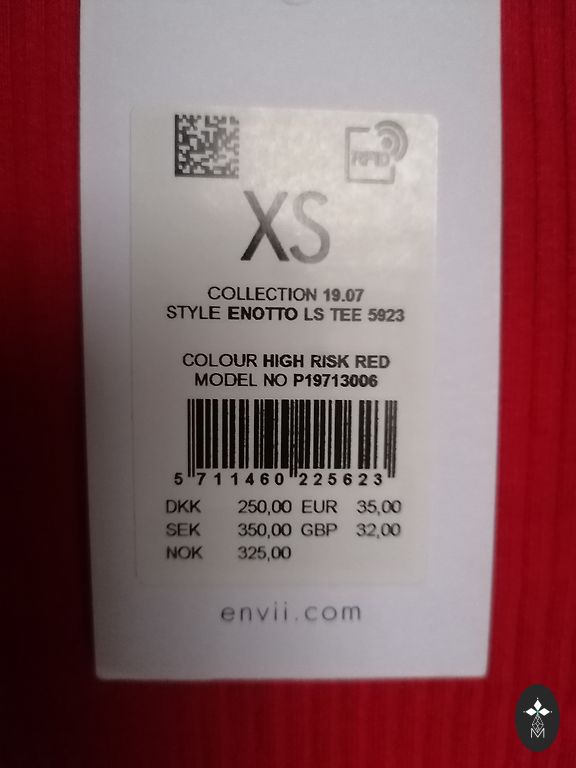 RFID
XS
COLLECTION 19.07
STYLE ENOTTO LS TEE 5923
COLOUR HIGH RISK RED
MODEL NO P19713006
5 711460 225623
DKK 250,00 EUR 35,00
SEK 350,00 GBP 32,00
NOK 325,00
envii.com
M